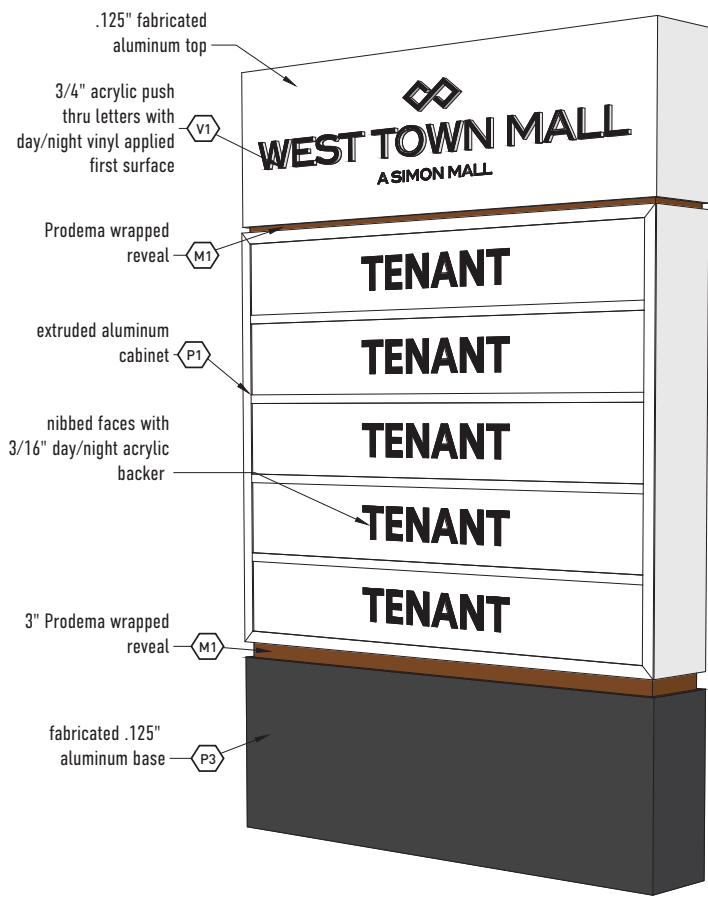 .125" fabricated
aluminum top
3/4" acrylic push
thru letters with
day/night vinyl applied
first surface
V1
WEST TOWN MALL
A SIMON MALL
Prodema wrapped
reveal
M1
TENANT
extruded aluminum
cabinet
P1
TENANT
nibbed faces with
3/16" day/night acrylic
backer
TENANT
TENANT
TENANT
3" Prodema wrapped
reveal
M1
fabricated .125"
aluminum base
P3